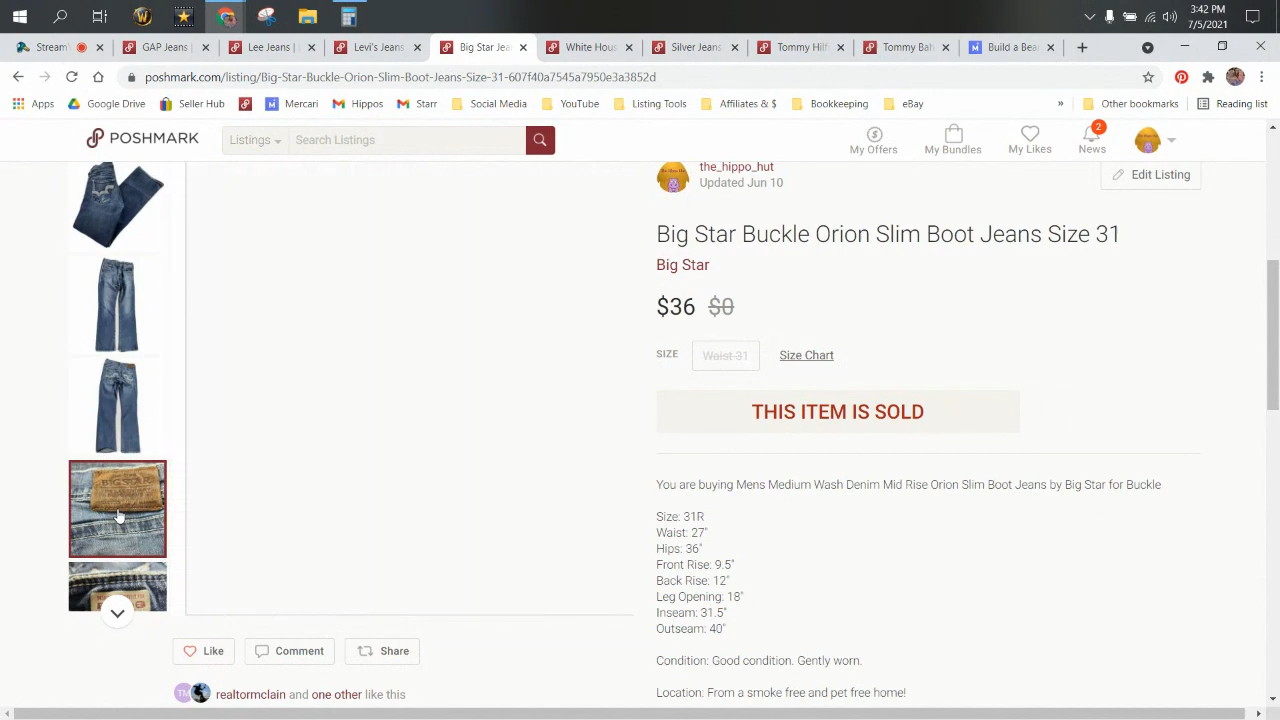 3:42 PM
7/5/2021
Stream
GAP Jeans |
Lee Jeans |
Levi's Jeans
Big Star Jea
White Hous
Silver Jeans
Tommy Hilf
Tommy Bah
Build a Bea
poshmark.com/listing/Big-Star-Buckle-Orion-Slim-Boot-Jeans-Size-31-607f40a7545a7950e3a3852d
Apps
Google Drive
Seller Hub
Mercari
Hippos
Starr
Social Media
YouTube
Listing Tools
Affiliates & $
Bookkeeping
eBay
»
Other bookmarks
Reading list
POSHMARK
Listings
Search Listings
My Offers
My Bundles
My Likes
2
News
the_hippo_hut
Updated Jun 10
Edit Listing
Big Star Buckle Orion Slim Boot Jeans Size 31
Big Star
$36 $0
SIZE
Waist 31
Size Chart
THIS ITEM IS SOLD
BIG STAR
You are buying Mens Medium Wash Denim Mid Rise Orion Slim Boot Jeans by Big Star for Buckle
Size: 31R
Waist: 27"
Hips: 36"
Front Rise: 9.5"
Back Rise: 12"
Leg Opening: 18"
Inseam: 31.5"
Outseam: 40"
Condition: Good condition. Gently worn.
Location: From a smoke free and pet free home!
Like
Comment
Share
TM
realtormclain and one other like this